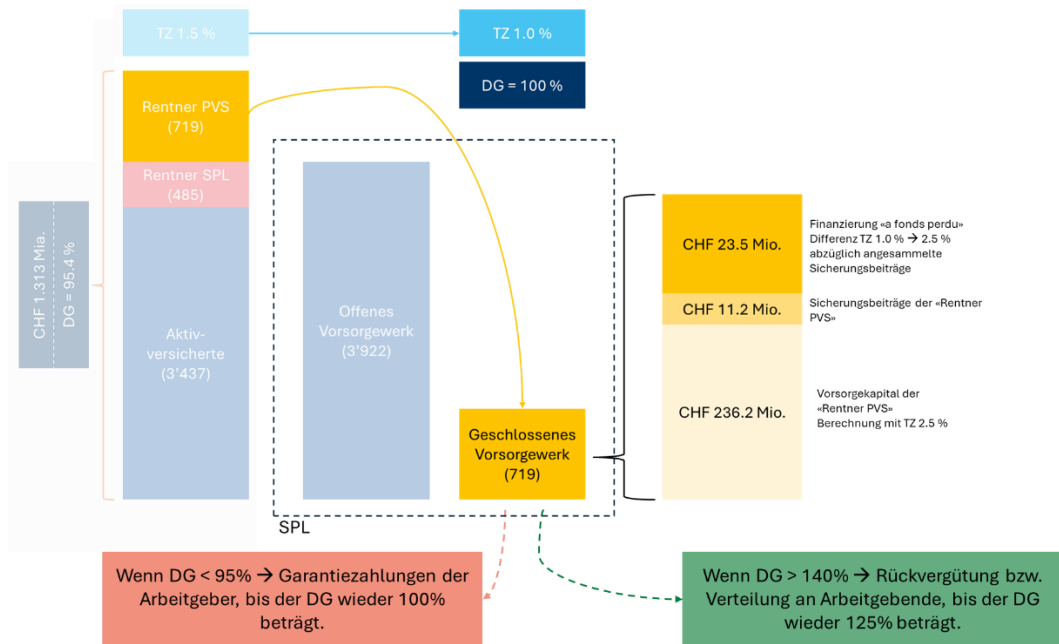 TZ 1.5 %
TZ 1.0 %
DG = 100 %
Rentner PVS
(719)
Rentner SPL
(485)
CHF 1.313 Mia.
DG = 95.4 %
Aktiv-
versicherte
(3’437)
Offenes
Vorsorgewerk
(3’922)
Geschlossenes
Vorsorgewerk
(719)
SPL
CHF 23.5 Mio.
Finanzierung «a fonds perdu»
Differenz TZ 1.0 % → 2.5 %
abzüglich angesammelte
Sicherungsbeiträge
CHF 11.2 Mio.
Sicherungsbeiträge der «Rentner
PVS»
CHF 236.2 Mio.
Vorsorgekapital der
«Rentner PVS»
Berechnung mit TZ 2.5 %
Wenn DG < 95% → Garantiezahlungen der
Arbeitgeber, bis der DG wieder 100%
beträgt.
Wenn DG > 140% → Rückvergütung bzw.
Verteilung an Arbeitgebende, bis der DG
wieder 125% beträgt.